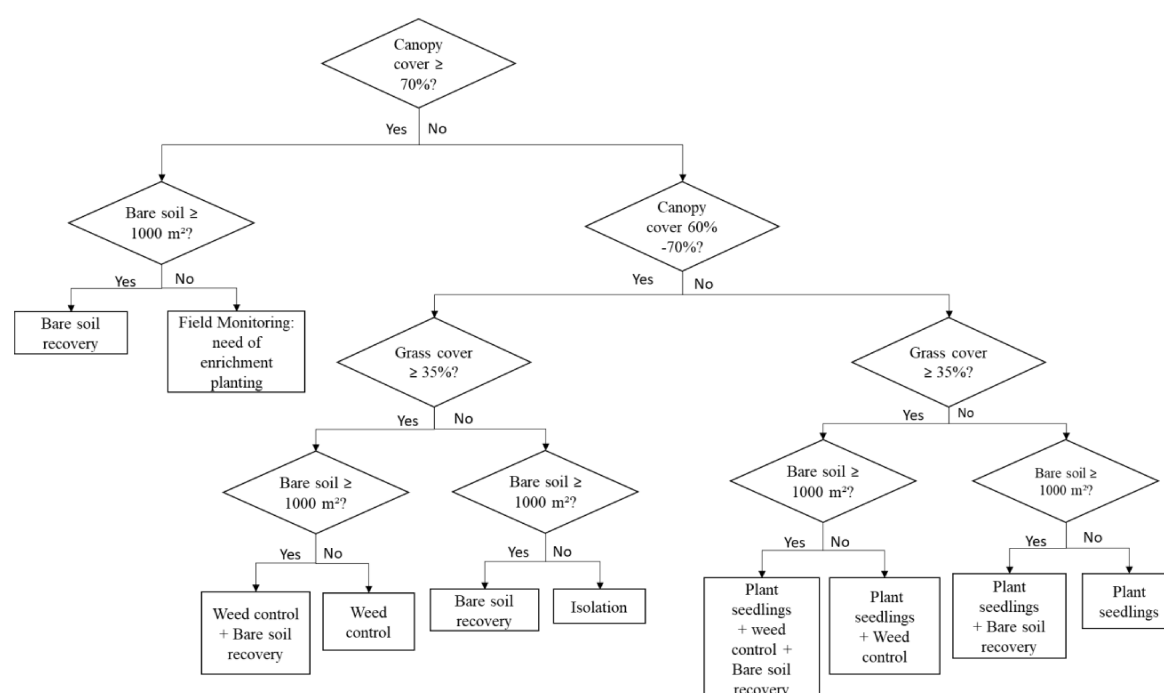 Canopy
cover ≥
70%?
Yes
No
Bare soil ≥
1000 m²?
Canopy
cover 60%
-70%?
Yes
No
Yes
No
Bare soil
recovery
Field Monitoring:
need of
enrichment
planting
Grass cover
≥ 35%?
Grass cover
≥ 35%?
Yes
No
Yes
No
Bare soil ≥
1000 m²?
Bare soil ≥
1000 m²?
Bare soil ≥
1000 m²?
Bare soil ≥
1000 m²?
Yes
No
Yes
No
Yes
No
Yes
No
Weed control
+ Bare soil
recovery
Weed
control
Bare soil
recovery
Isolation
Plant
seedlings
+ weed
control +
Bare soil
recovery
Plant
seedlings
+ Weed
control
Plant
seedlings
+ Bare soil
recovery
Plant
seedlings